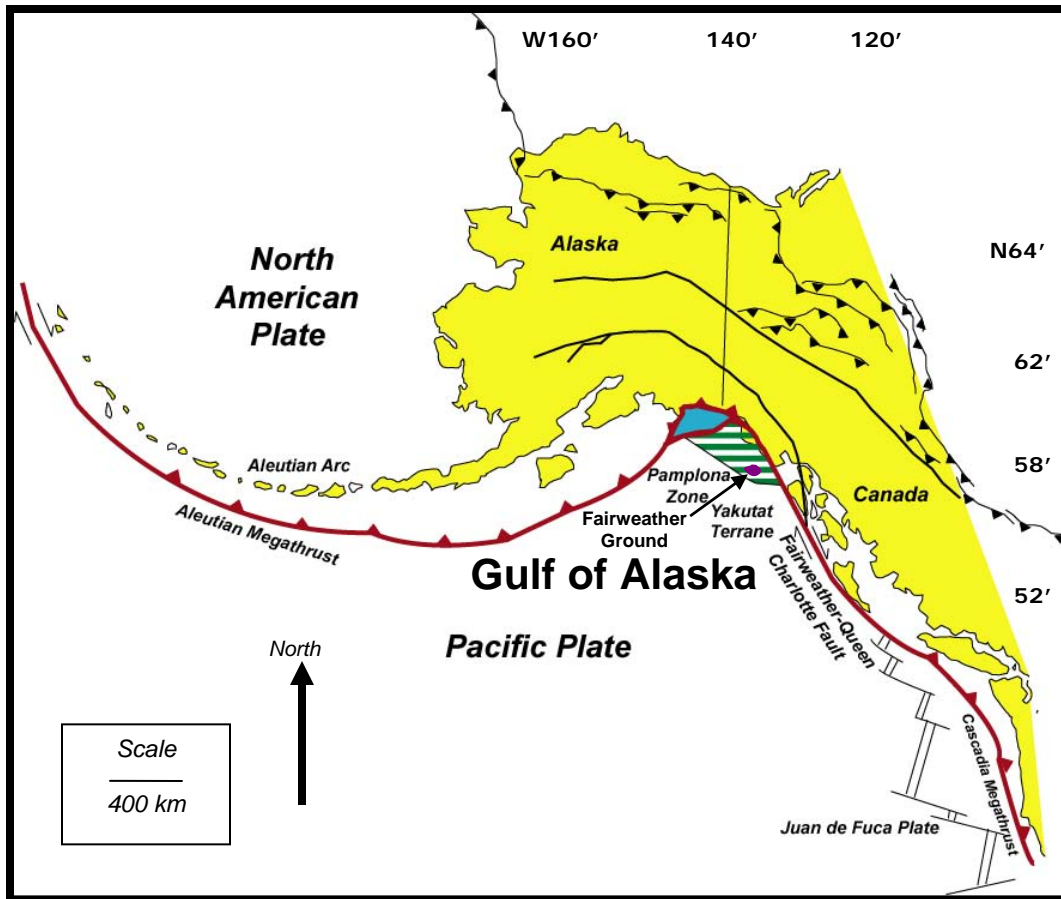 W160’ 140’ 120’
Alaska
North
American
Plate
N64’
62’
58’
52’
Aleutian Arc
Aleutian Megathrust
Pamplona
Zone
Fairweather
Ground
Yakutat
Terrane
Canada
Gulf of Alaska
Fairweather-Queen
Charlotte Fault
Pacific Plate
North
Scale
400 km
Cascadia Megathrust
Juan de Fuca Plate